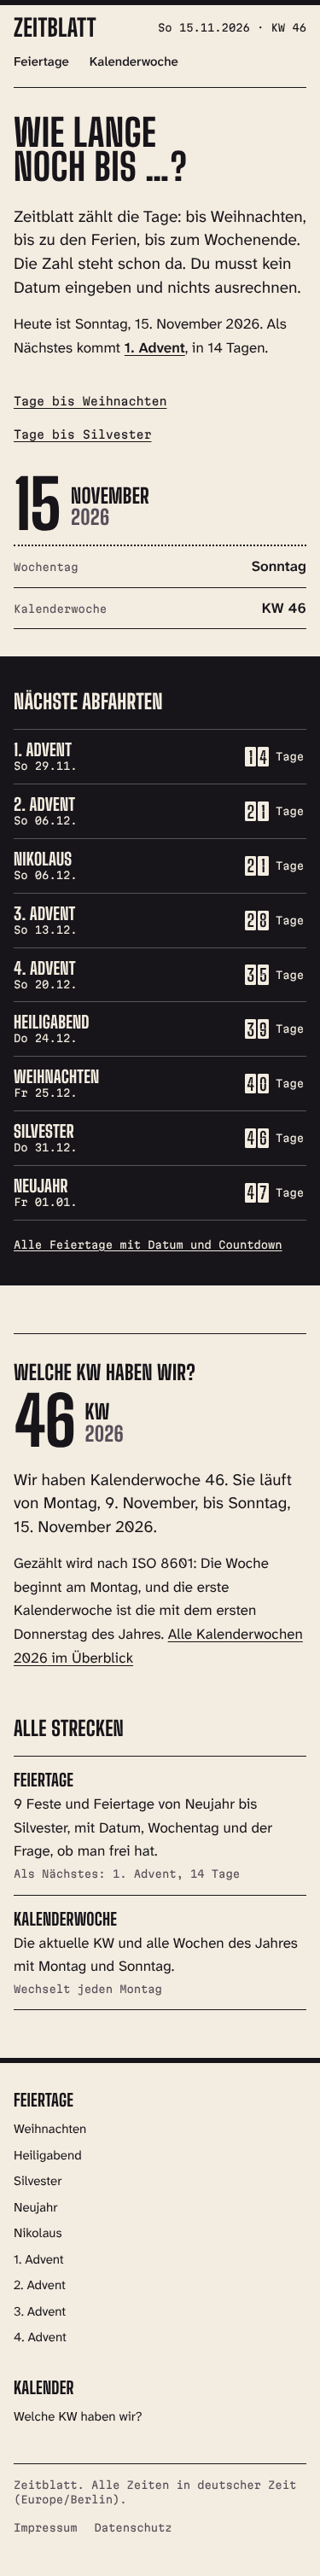 ZEITBLATT
So 15.11.2026 · KW 46
Feiertage Kalenderwoche
WIE LANGE
NOCH BIS …?
Zeitblatt zählt die Tage: bis Weihnachten,
bis zu den Ferien, bis zum Wochenende.
Die Zahl steht schon da. Du musst kein
Datum eingeben und nichts ausrechnen.
Heute ist Sonntag, 15. November 2026. Als
Nächstes kommt 1. Advent, in 14 Tagen.
Tage bis Weihnachten
Tage bis Silvester
15 NOVEMBER
2026
Wochentag Sonntag
Kalenderwoche KW 46
NÄCHSTE ABFAHRTEN
1. ADVENT
So 29.11.
14 Tage
2. ADVENT
So 06.12.
21 Tage
NIKOLAUS
So 06.12.
21 Tage
3. ADVENT
So 13.12.
28 Tage
4. ADVENT
So 20.12.
35 Tage
HEILIGABEND
Do 24.12.
39 Tage
WEIHNACHTEN
Fr 25.12.
40 Tage
SILVESTER
Do 31.12.
46 Tage
NEUJAHR
Fr 01.01.
47 Tage
Alle Feiertage mit Datum und Countdown
WELCHE KW HABEN WIR?
46 KW
2026
Wir haben Kalenderwoche 46. Sie läuft
von Montag, 9. November, bis Sonntag,
15. November 2026.
Gezählt wird nach ISO 8601: Die Woche
beginnt am Montag, und die erste
Kalenderwoche ist die mit dem ersten
Donnerstag des Jahres. Alle Kalenderwochen
2026 im Überblick
ALLE STRECKEN
FEIERTAGE
9 Feste und Feiertage von Neujahr bis
Silvester, mit Datum, Wochentag und der
Frage, ob man frei hat.
Als Nächstes: 1. Advent, 14 Tage
KALENDERWOCHE
Die aktuelle KW und alle Wochen des Jahres
mit Montag und Sonntag.
Wechselt jeden Montag
FEIERTAGE
Weihnachten
Heiligabend
Silvester
Neujahr
Nikolaus
1. Advent
2. Advent
3. Advent
4. Advent
KALENDER
Welche KW haben wir?
Zeitblatt. Alle Zeiten in deutscher Zeit
(Europe/Berlin).
Impressum Datenschutz